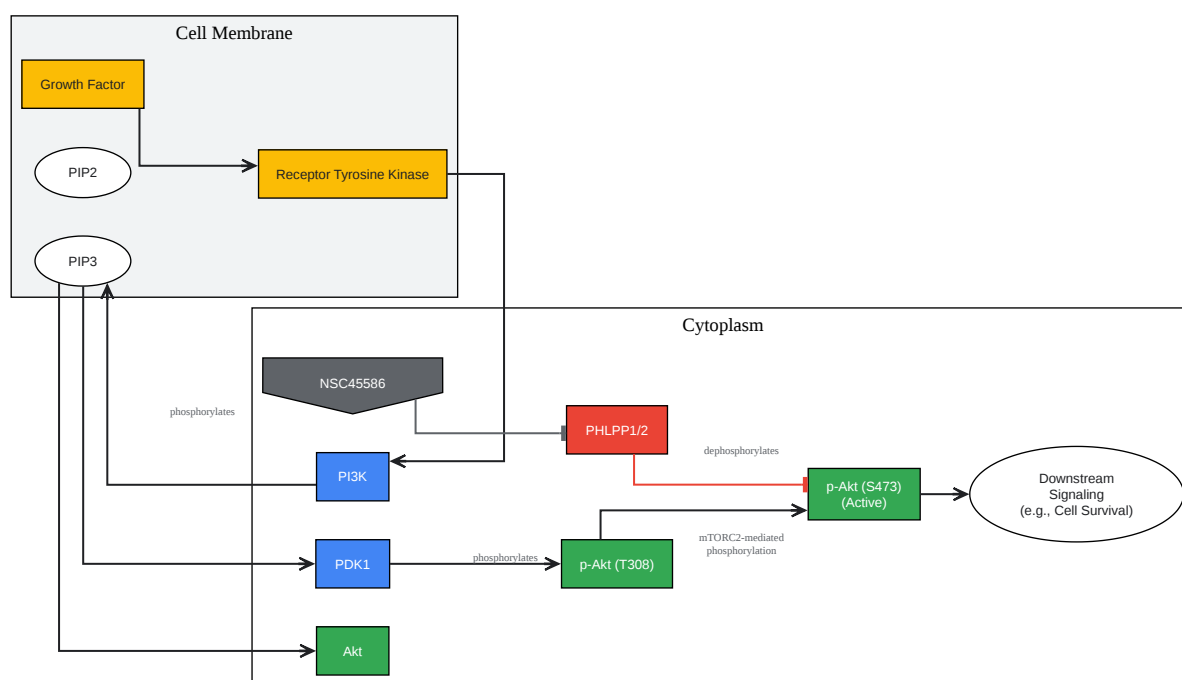 Cell Membrane
Growth Factor
PIP2
Receptor Tyrosine Kinase
PIP3
Cytoplasm
NSC45586
phosphorylates
PHLPP1/2
dephosphorylates
PI3K
p-Akt (S473)
(Active)
Downstream
Signaling
(e.g., Cell Survival)
mTORC2-mediated
phosphorylation
PDK1
phosphorylates
p-Akt (T308)
Akt